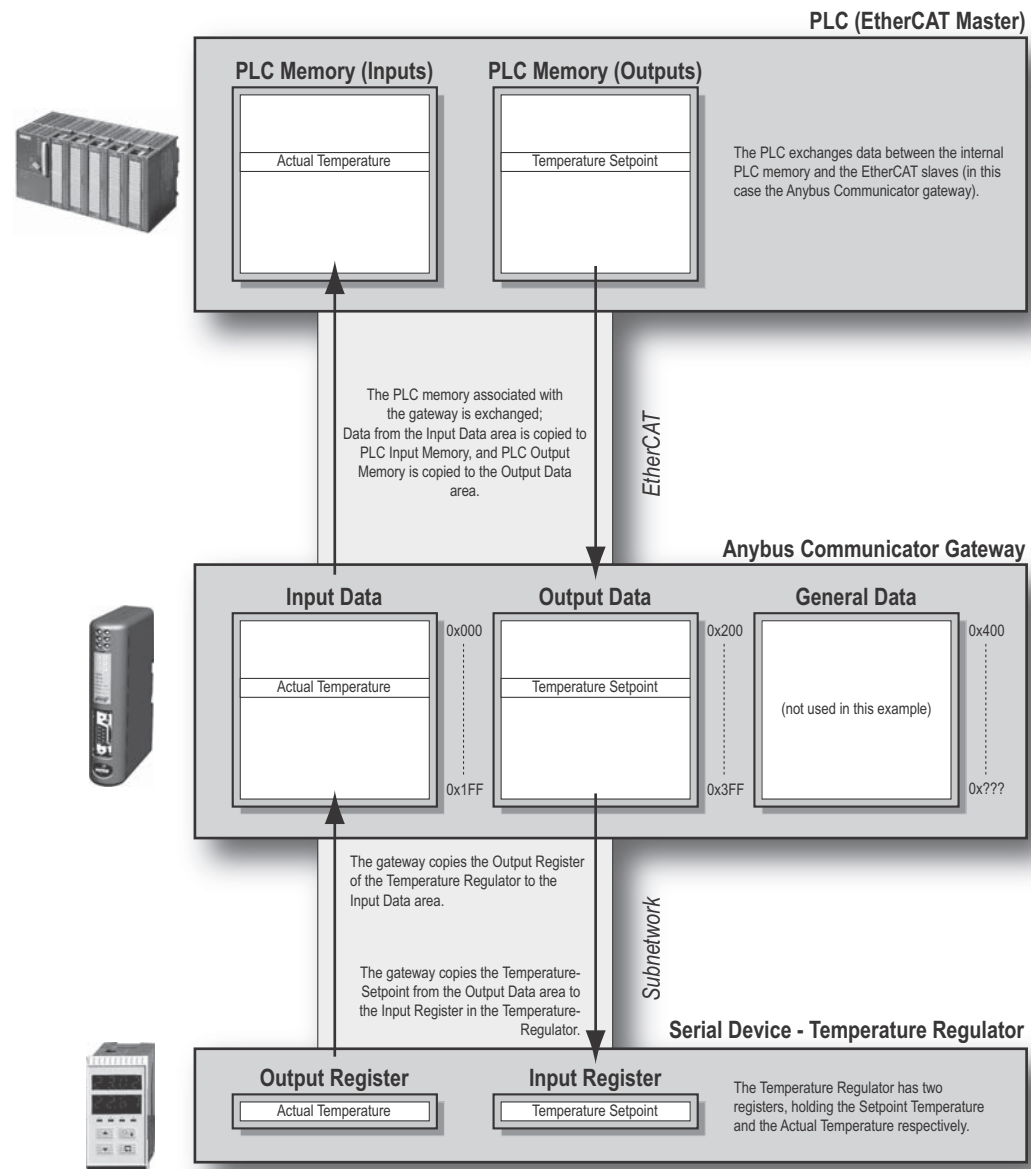 PLC (EtherCAT Master)
PLC Memory (Inputs)
PLC Memory (Outputs)
Actual Temperature
Temperature Setpoint
The PLC exchanges data between the internal
PLC memory and the EtherCAT slaves (in this
case the Anybus Communicator gateway).
The PLC memory associated with
the gateway is exchanged;
Data from the Input Data area is copied to
PLC Input Memory, and PLC Output
Memory is copied to the Output Data
area.
EtherCAT
Anybus Communicator Gateway
Input Data
Output Data
General Data
0x000
0x200
0x400
Actual Temperature
Temperature Setpoint
(not used in this example)
0x1FF
0x3FF
0x???
The gateway copies the Output Register
of the Temperature Regulator to the
Input Data area.
The gateway copies the Temperature-
Setpoint from the Output Data area to
the Input Register in the Temperature-
Regulator.
Subnetwork
Serial Device - Temperature Regulator
Output Register
Input Register
Actual Temperature
Temperature Setpoint
The Temperature Regulator has two
registers, holding the Setpoint Temperature
and the Actual Temperature respectively.